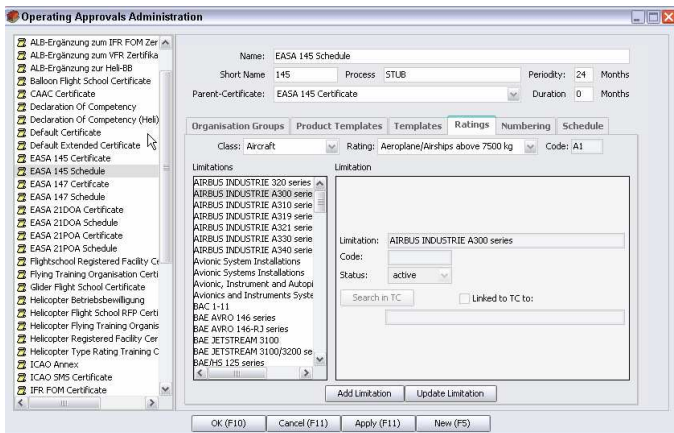 Operating Approvals Administration
ALB-Ergänzung zum IFR FOM Zer
ALB-Ergänzung zum VFR Zertifika
ALB-Ergänzung zur Heli-BB
Balloon Flight School Certificate
CAAC Certificate
Declaration Of Competency
Declaration Of Competency (Heli)
Default Certificate
Default Extended Certificate
EASA 145 Certificate
EASA 145 Schedule
EASA 147 Certifcate
EASA 147 Schedule
EASA 21DOA Certificate
EASA 21DOA Schedule
EASA 21POA Certificate
EASA 21POA Schedule
Flightschool Registered Facility Ce
Flying Training Organisation Certi
Glider Flight School Certificate
Helicopter Betriebsbewilligung
Helicopter Flight School RFP Certi
Helicopter Flying Training Organis
Helicopter Registered Facility Cer
Helicopter Type Rating Training C
ICAO Annex
ICAO SMS Certificate
IFR FOM Certificate
Name: EASA 145 Schedule
Short Name 145 Process STUB Periodity: 24 Months
Parent-Certificate: EASA 145 Certificate Duration 0 Months
Organisation Groups Product Templates Templates Ratings Numbering Schedule
Class: Aircraft Rating: Aeroplane/Airships above 7500 kg Code: A1
Limitations
AIRBUS INDUSTRIE 320 series
AIRBUS INDUSTRIE A300 serie
AIRBUS INDUSTRIE A310 serie
AIRBUS INDUSTRIE A319 serie
AIRBUS INDUSTRIE A321 serie
AIRBUS INDUSTRIE A330 serie
AIRBUS INDUSTRIE A340 serie
Avionic System Installations
Avionic Systems Installations
Avionic, Instrument and Autopi
Avionics and Instruments Syste
BAC 1-11
BAE AVRO 146 series
BAE AVRO 146-RJ series
BAE JETSTREAM 3100
BAE JETSTREAM 3100/3200 se
BAE/HS 125 series
Limitation
Limitation: AIRBUS INDUSTRIE A300 series
Code:
Status: active
Search in TC Linked to TC to:
Add Limitation Update Limitation
OK (F10) Cancel (F11) Apply (F11) New (F5)